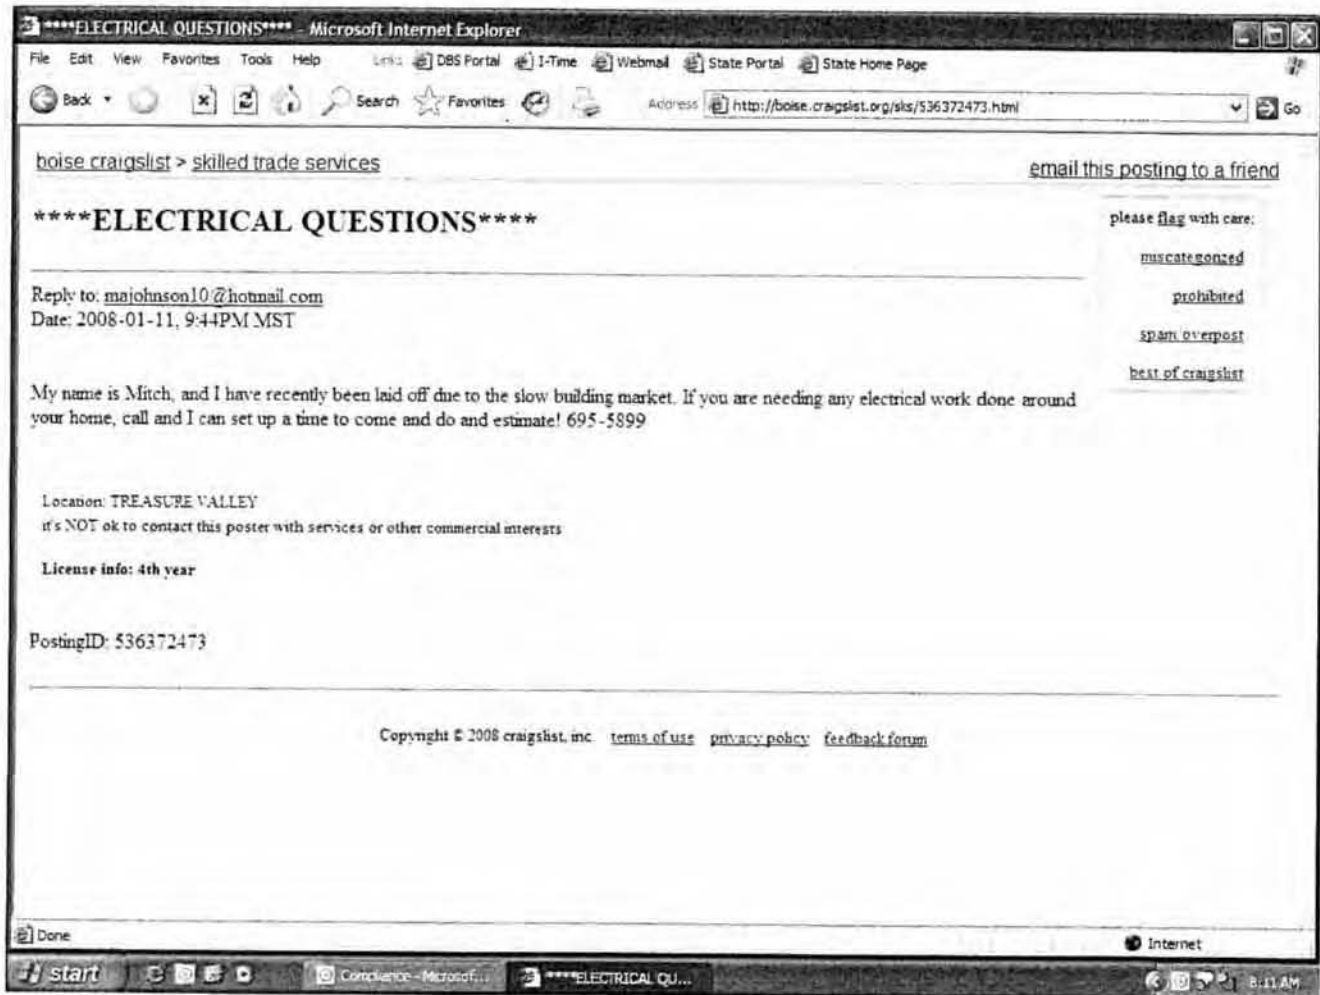 ****ELECTRICAL QUESTIONS**** - Microsoft Internet Explorer
File Edit View Favorites Tools Help Links DBS Portal I-Time Webmail State Portal State Home Page
Back Search Favorites Address http://boise.craigslist.org/sks/536372473.html Go
boise craigslist > skilled trade services email this posting to a friend
****ELECTRICAL QUESTIONS****
please flag with care:
miscategorized
prohibited
spam/overpost
best of craigslist
Reply to: majohnson10@hotmail.com
Date: 2008-01-11, 9:44PM MST
My name is Mitch, and I have recently been laid off due to the slow building market. If you are needing any electrical work done around
your home, call and I can set up a time to come and do and estimate! 695-5899
Location: TREASURE VALLEY
it's NOT ok to contact this poster with services or other commercial interests
License info: 4th year
PostingID: 536372473
Copyright © 2008 craigslist, inc. terms of use privacy policy feedback forum
Done Internet
start Compliance - Microsof... ****ELECTRICAL QU... 8:11 AM